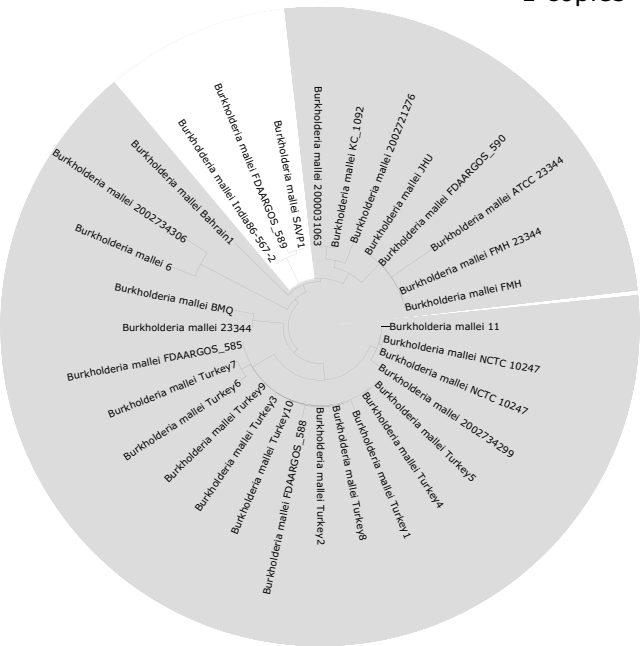 Burkholderia mallei 2000031063
Burkholderia mallei KC_1092
Burkholderia mallei 2002721276
Burkholderia mallei JHU
Burkholderia mallei FDAARGOS_590
Burkholderia mallei ATCC 23344
Burkholderia mallei FMH 23344
Burkholderia mallei FMH
Burkholderia mallei 11
Burkholderia mallei NCTC 10247
Burkholderia mallei NCTC 10247
Burkholderia mallei 2002734299
Burkholderia mallei Turkey5
Burkholderia mallei Turkey4
Burkholderia mallei Turkey1
Burkholderia mallei Turkey8
Burkholderia mallei Turkey2
Burkholderia mallei FDAARGOS_588
Burkholderia mallei Turkey10
Burkholderia mallei Turkey3
Burkholderia mallei Turkey9
Burkholderia mallei Turkey6
Burkholderia mallei Turkey7
Burkholderia mallei FDAARGOS_585
Burkholderia mallei 23344
Burkholderia mallei BMQ
Burkholderia mallei 6
Burkholderia mallei 2002734306
Burkholderia mallei Bahrain1
Burkholderia mallei India86-567-2
Burkholderia mallei FDAARGOS_589
Burkholderia mallei SAVP1